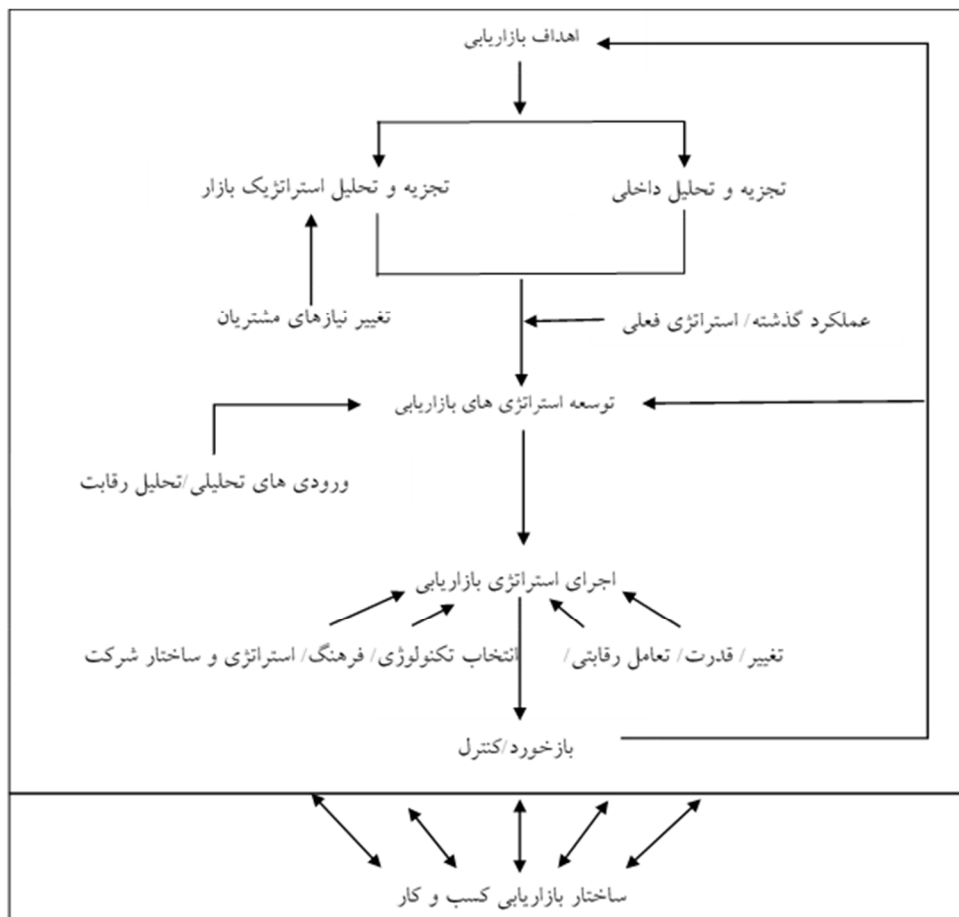 اهداف بازاریابی
تجزیه و تحلیل داخلی
تجزیه و تحلیل استراتژیک بازار
تغییر نیازهای مشتریان
عملکرد گذشته/ استراتژی فعلی
توسعه استراتژی های بازاریابی
ورودی های تحلیلی/تحلیل رقابت
اجرای استراتژی بازاریابی
تغییر/ قدرت/ تعامل رقابتی/
انتخاب تکنولوژی/ فرهنگ/ استراتژی و ساختار شرکت
بازخورد/کنترل
ساختار بازاریابی کسب و کار